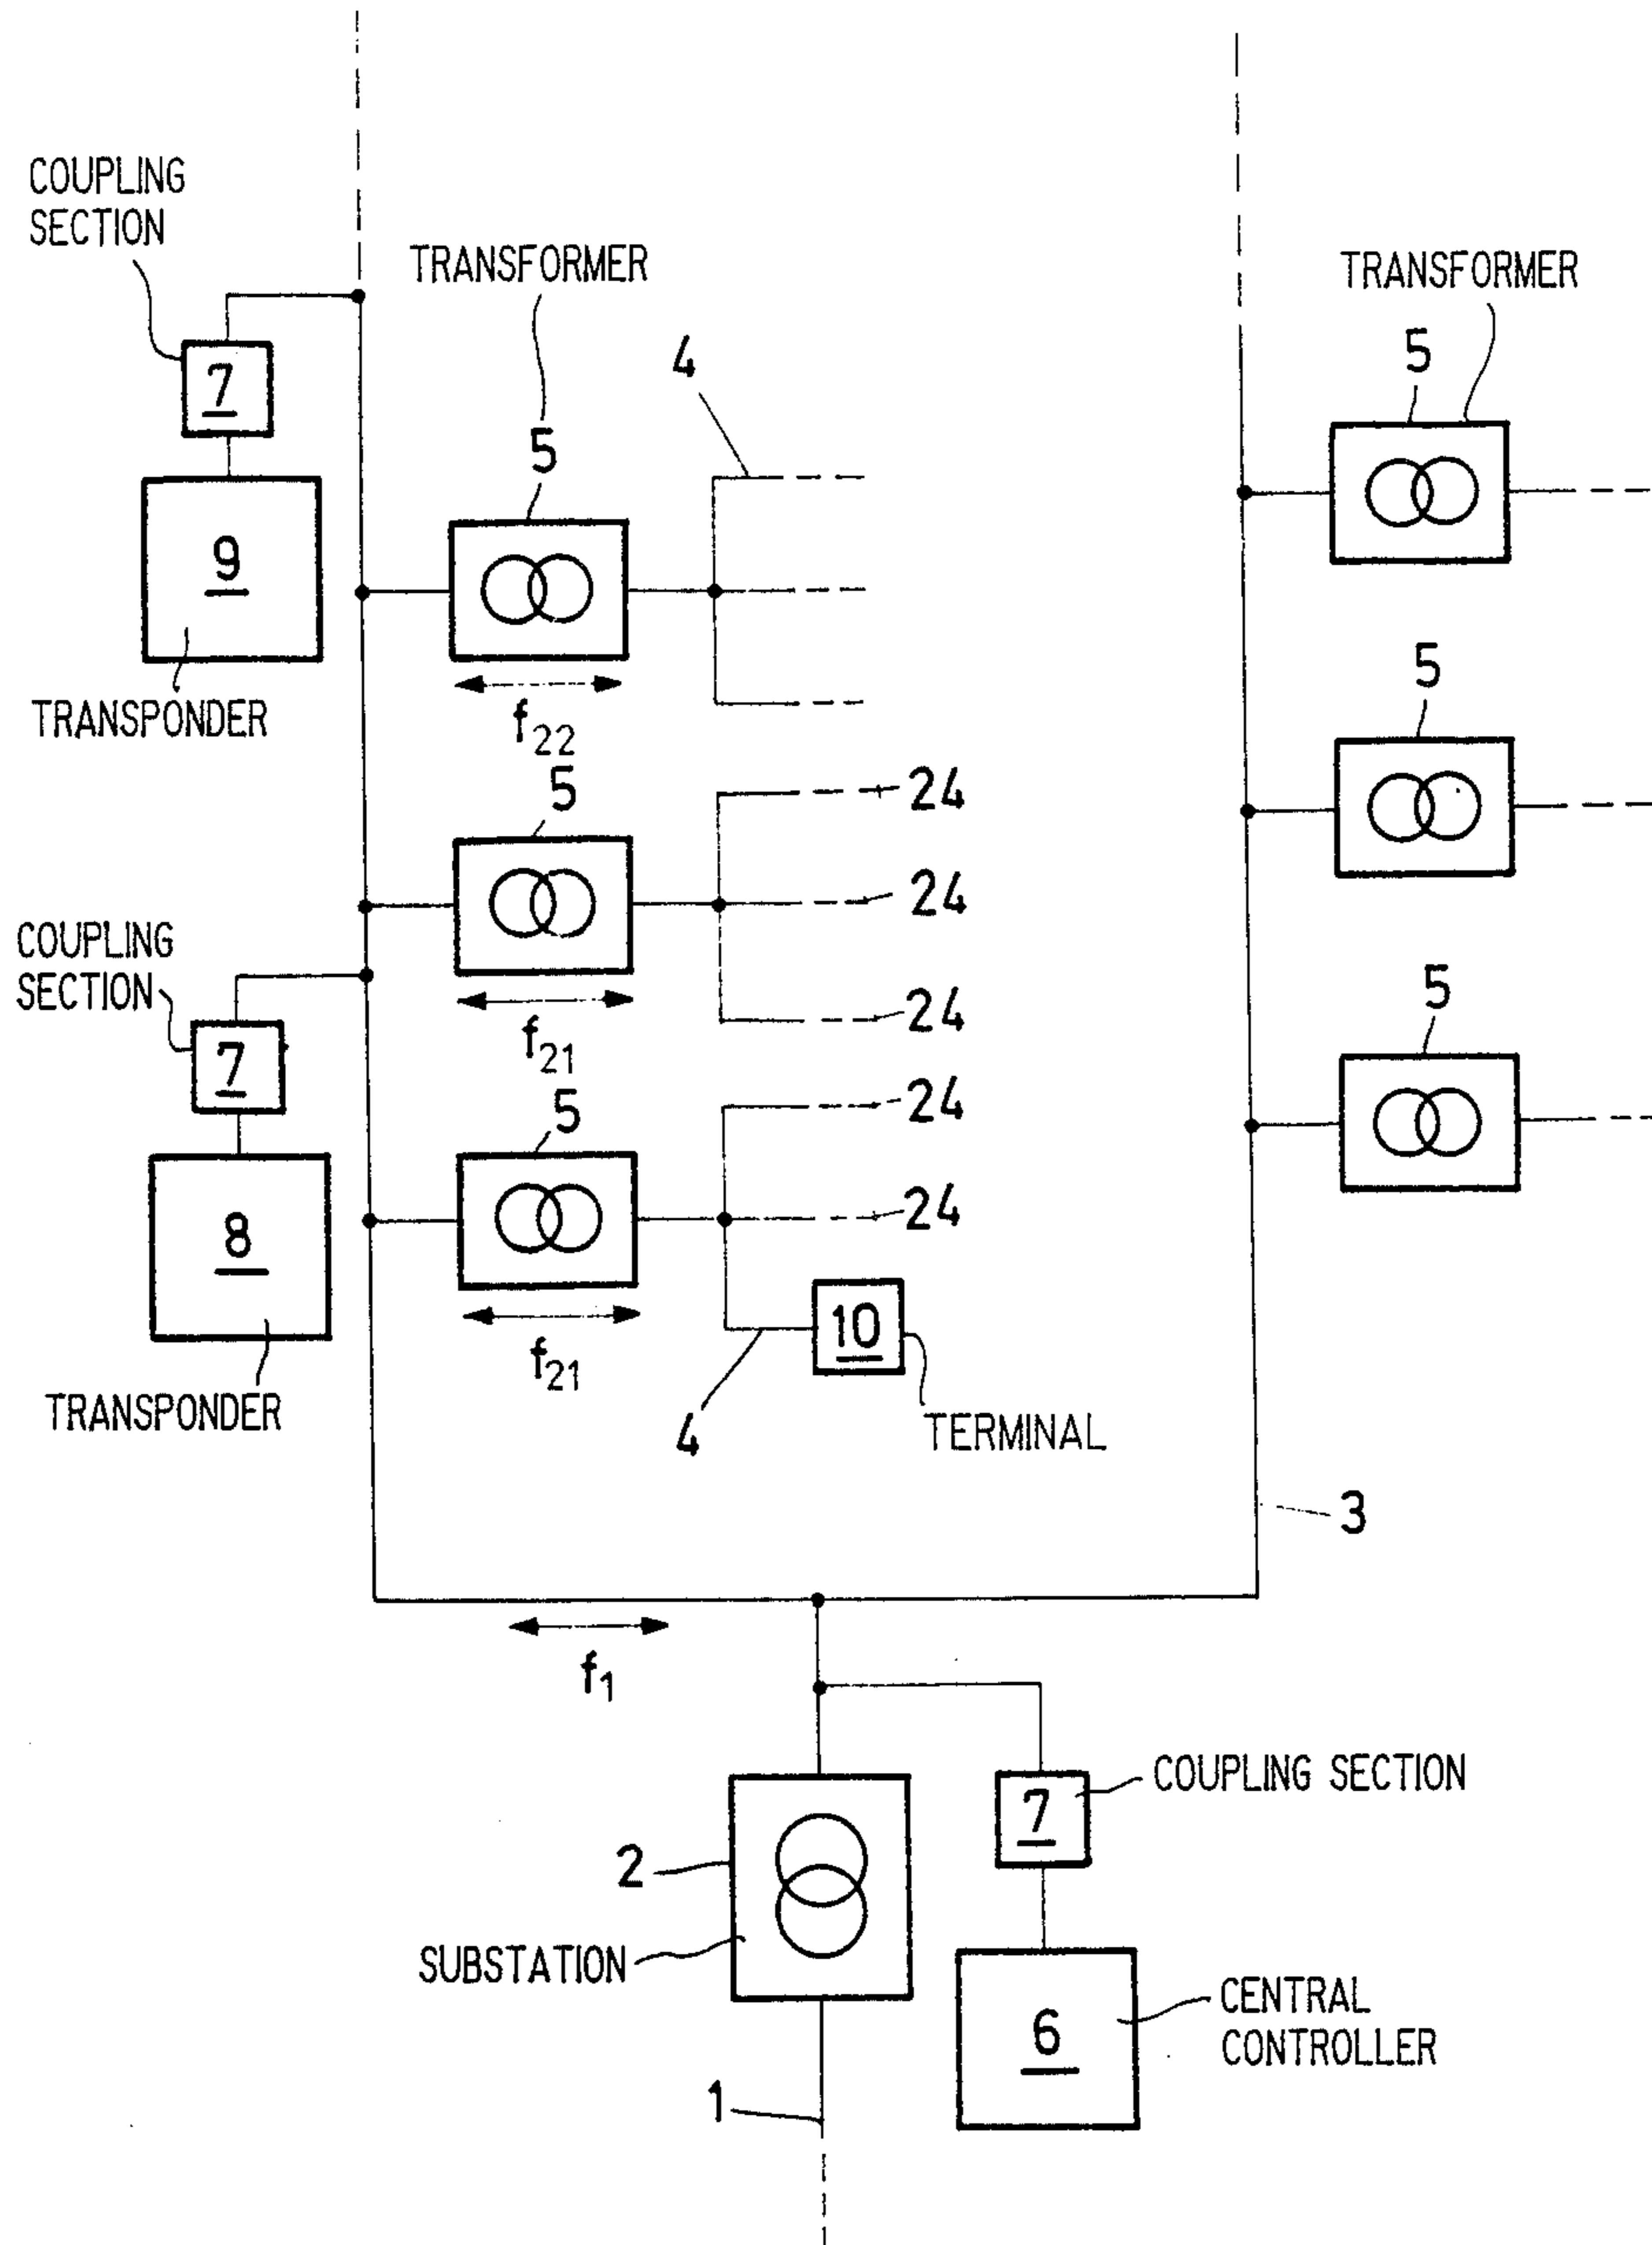 COUPLING
SECTION
TRANSFORMER
TRANSFORMER
4
5
7
5
9
5
TRANSPONDER
f22
5
24
24
COUPLING
SECTION
24
5
f21
7
24
5
24
8
10
f21
TRANSPONDER
4
TERMINAL
3
f1
COUPLING SECTION
7
2
SUBSTATION
CENTRAL
CONTROLLER
6
1